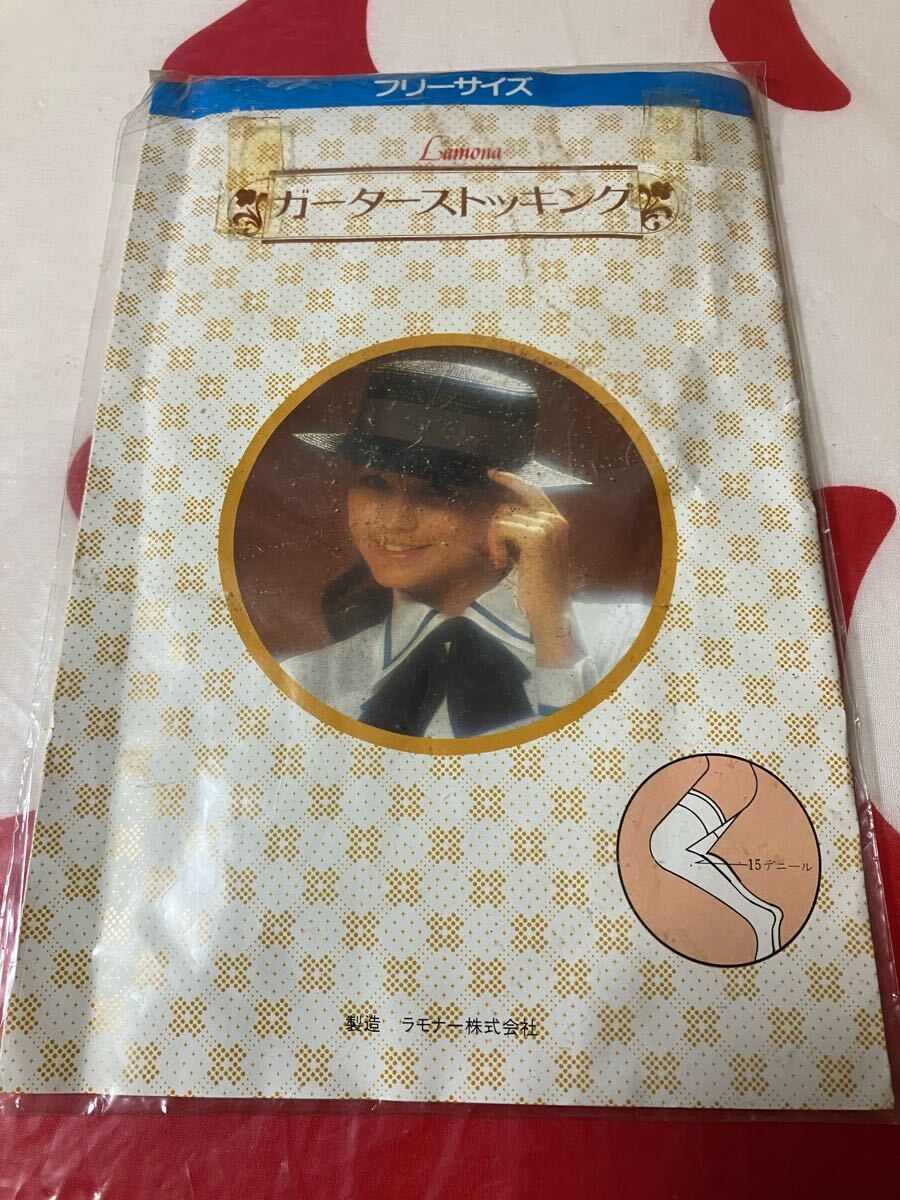 フリーサイズ
Lamona
ガーターストッキング
15デニール
製造　ラモナー株式会社